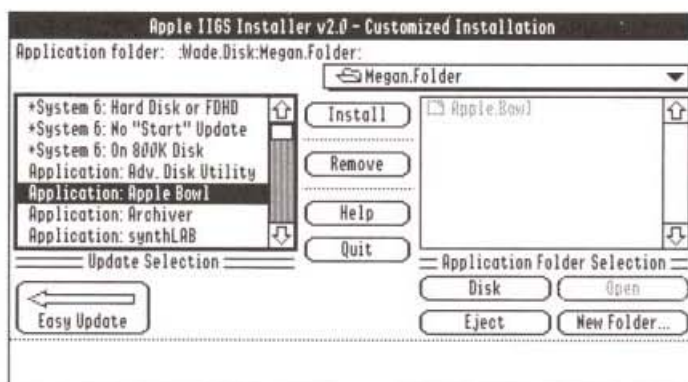 Apple IIGS Installer v2.0 - Customized Installation
Application folder: :Wade.Disk:Megan.Folder:
Megan.Folder
+System 6: Hard Disk or FDHD
+System 6: No "Start" Update
+System 6: On 800K Disk
Application: Adv. Disk Utility
Application: Apple Bowl
Application: Archiver
Application: synthLAB
Update Selection
Easy Update
Install
Remove
Help
Quit
Apple.Bowl
Application Folder Selection
Disk
Open
Eject
New Folder...